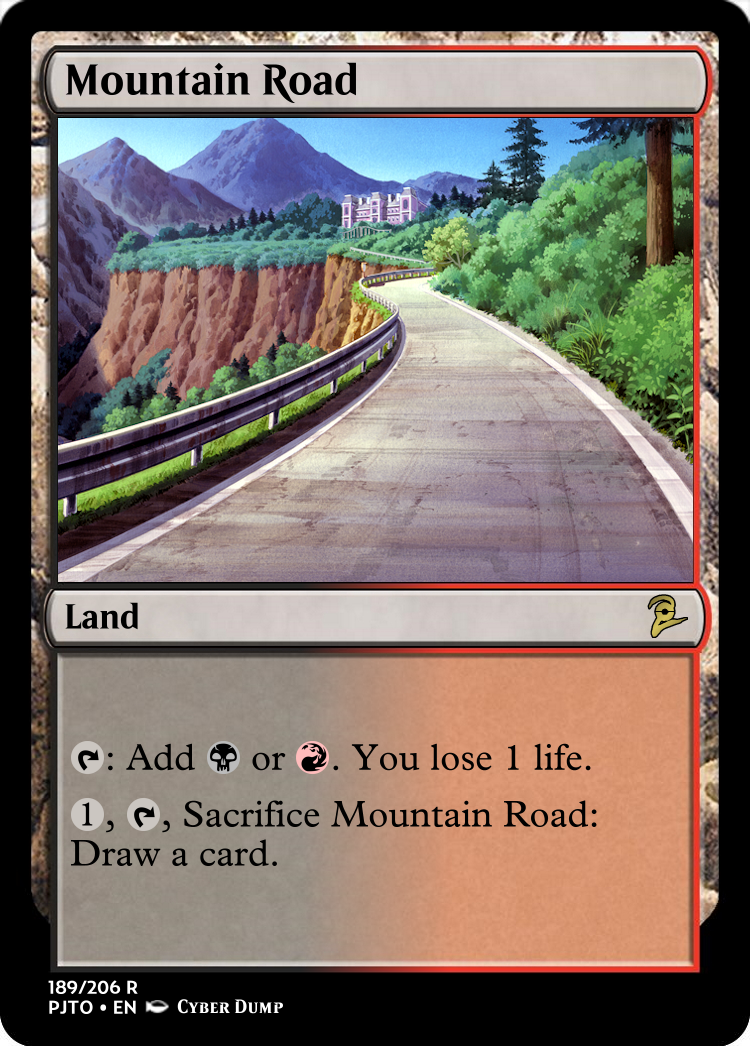 Mountain Road
Land
: Add or . You lose 1 life.
1, , Sacrifice Mountain Road:
Draw a card.
189/206 R
PJTO • EN CYBER DUMP